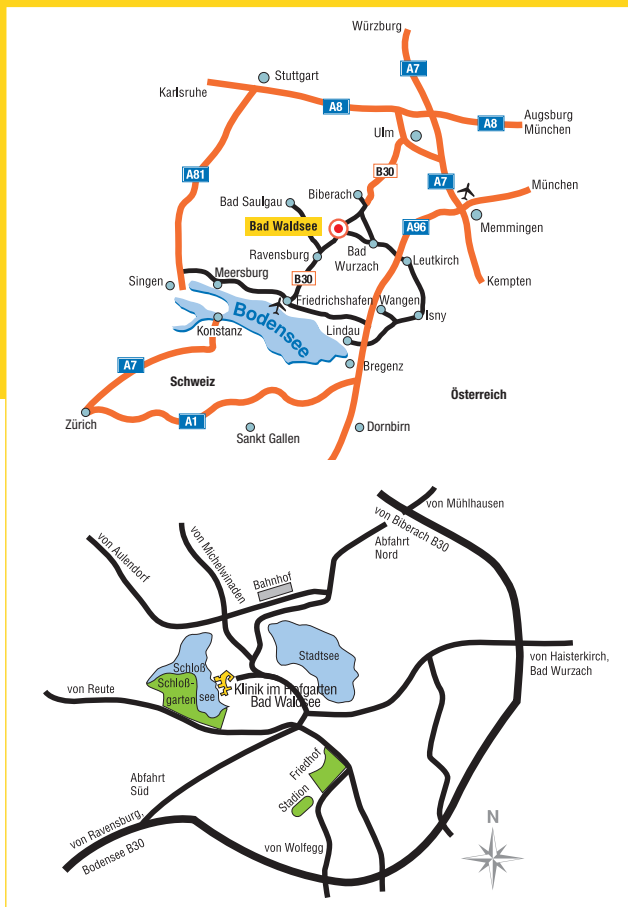 Würzburg
A7
Stuttgart
Karlsruhe
A8
Augsburg
München
A8
Ulm
B30
A81
A7
München
Biberach
Bad Saulgau
Memmingen
Bad Waldsee
A96
Ravensburg
Bad
Wurzach
Leutkirch
Meersburg
B30
Singen
Kempten
Friedrichshafen
Wangen
Isny
Bodensee
Konstanz
Lindau
A7
Bregenz
Schweiz
Österreich
Zürich
A1
Sankt Gallen
Dornbirn
von Mühlhausen
von Biberach B30
Abfahrt
Nord
von Aulendorf
von Michelwinaden
Bahnhof
Stadtsee
Schloß
see
Schloß-
garten
Klinik im Hofgarten
Bad Waldsee
von Haisterkirch,
Bad Wurzach
von Reute
Friedhof
Stadion
Abfahrt
Süd
von Ravensburg,
Bodensee B30
von Wolfegg
N